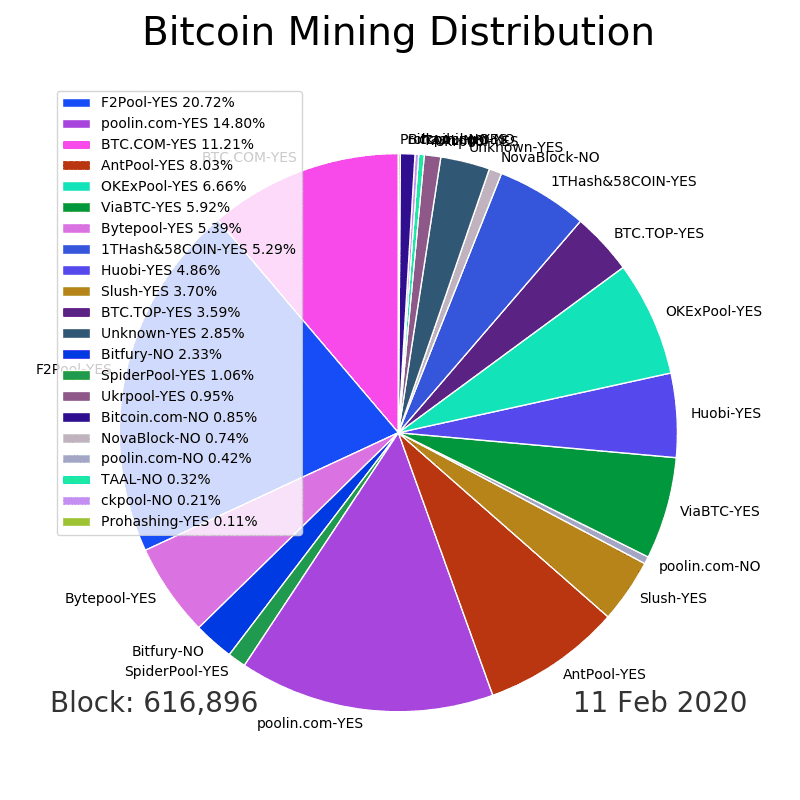 Bitcoin Mining Distribution
F2Pool-YES 20.72%
poolin.com-YES 14.80%
BTC.COM-YES 11.21%
AntPool-YES 8.03%
OKExPool-YES 6.66%
ViaBTC-YES 5.92%
Bytepool-YES 5.39%
1THash&58COIN-YES 5.29%
Huobi-YES 4.86%
Slush-YES 3.70%
BTC.TOP-YES 3.59%
Unknown-YES 2.85%
Bitfury-NO 2.33%
SpiderPool-YES 1.06%
Ukrpool-YES 0.95%
Bitcoin.com-NO 0.85%
NovaBlock-NO 0.74%
poolin.com-NO 0.42%
TAAL-NO 0.32%
ckpool-NO 0.21%
Prohashing-YES 0.11%
BTC.COM-YES
F2Pool-YES
Bytepool-YES
Bitfury-NO
SpiderPool-YES
poolin.com-YES
AntPool-YES
Slush-YES
poolin.com-NO
ViaBTC-YES
Huobi-YES
OKExPool-YES
BTC.TOP-YES
1THash&58COIN-YES
NovaBlock-NO
Unknown-YES
Block: 616,896
11 Feb 2020